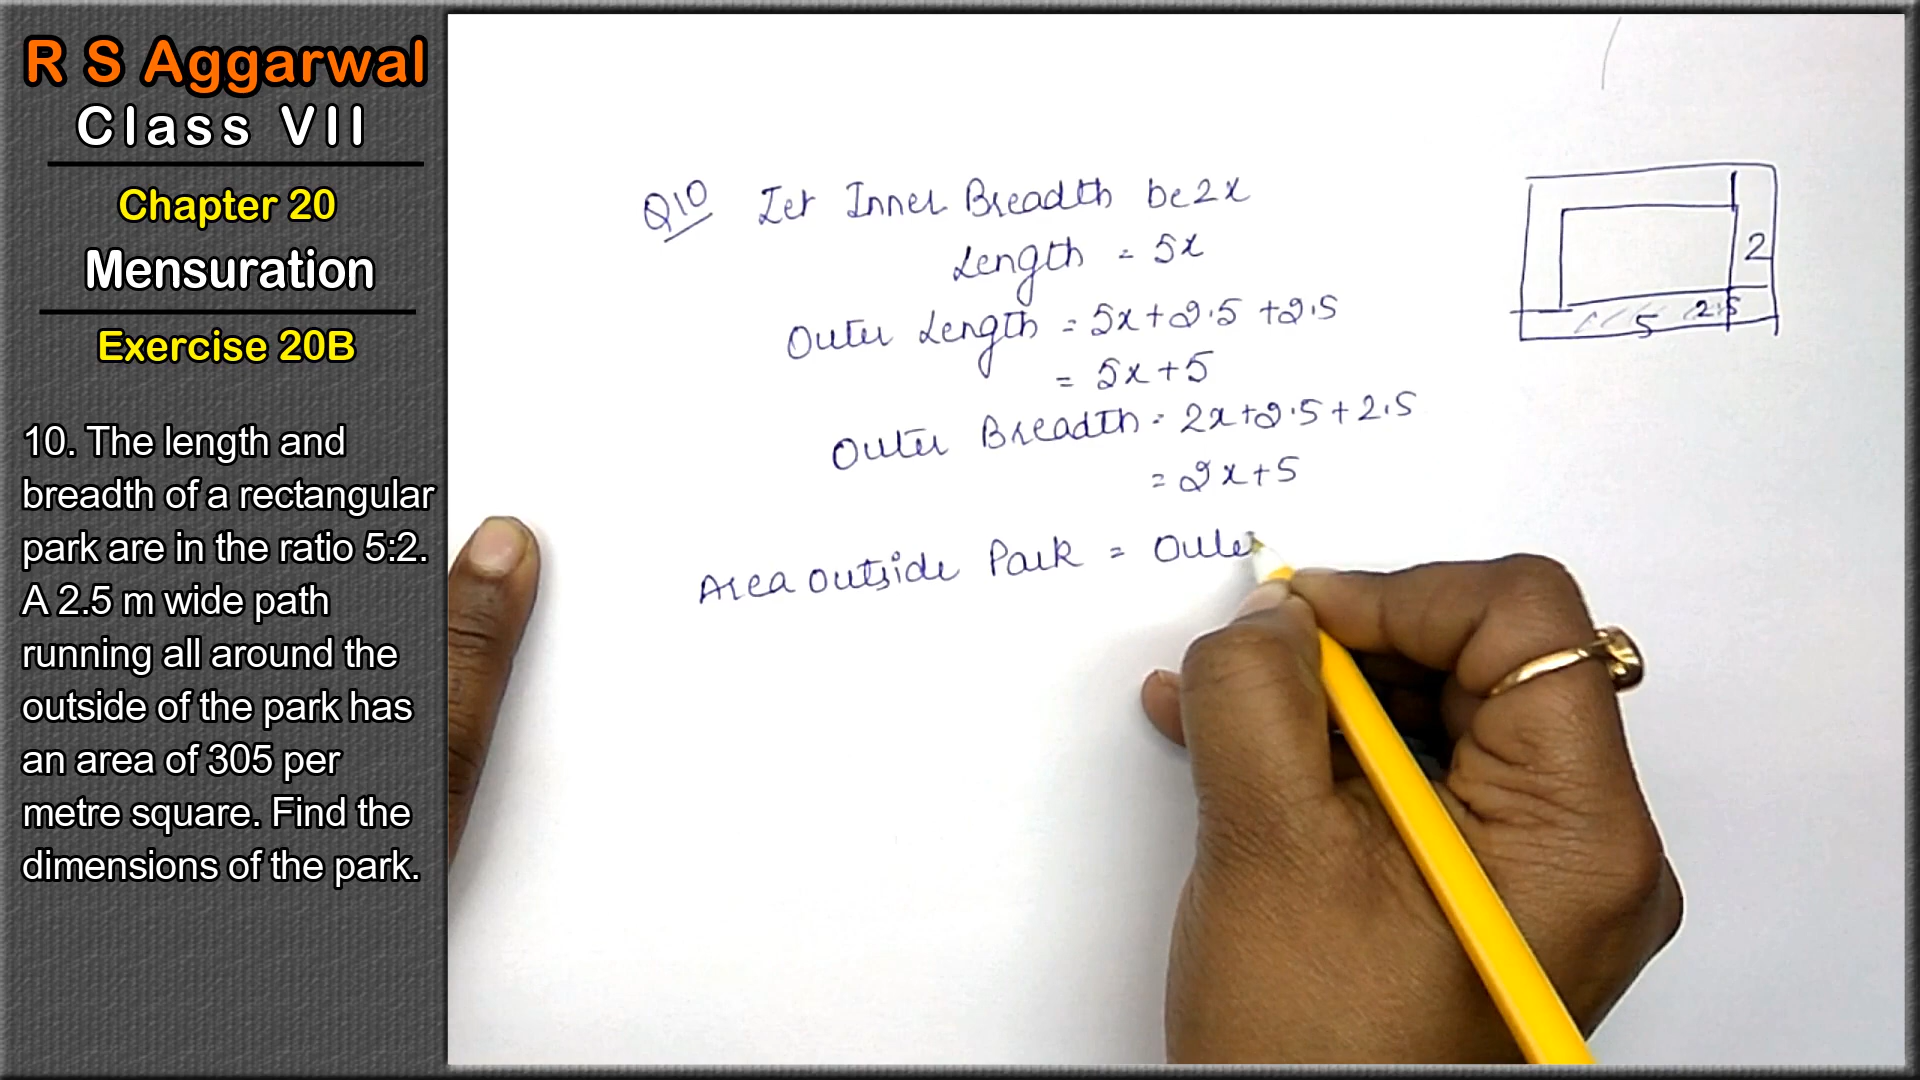 R S Aggarwal
Class VII
Chapter 20
Mensuration
Exercise 20B
10. The length and
breadth of a rectangular
park are in the ratio 5:2.
A 2.5 m wide path
running all around the
outside of the park has
an area of 305 per
metre square. Find the
dimensions of the park.
Q10 Let Inner Breadth be 2x
Length = 5x
Outer Length = 5x+2.5 +2.5
= 5x+5
Outer Breadth = 2x+2.5+2.5
= 2x+5
Area outside Park = Oute
2
2.5
5